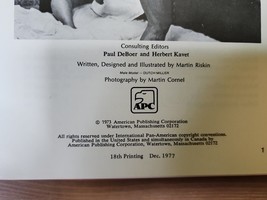 Consulting Editors
Paul DeBoer and Herbert Kavet
Written, Designed and Illustrated by Martin Riskin
Male Model - DUTCH MILLER
Photography by Martin Cornel
APC
© 1973 American Publishing Corporation
Watertown, Massachusetts 02172
All rights reserved under International Pan-American copyright conventions.
Published in the United States and simultaneously in Canada by
American Publishing Corporation, Watertown, Massachusetts 02172
18th Printing Dec. 1977
1